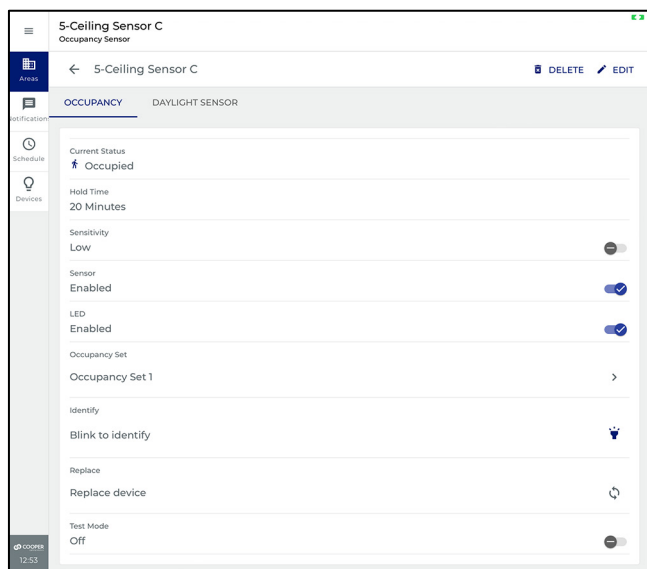 5-Ceiling Sensor C
Occupancy Sensor
5-Ceiling Sensor C
DELETE
EDIT
Areas
OCCUPANCY
DAYLIGHT SENSOR
Notification
Schedule
Devices
Current Status
Occupied
Hold Time
20 Minutes
Sensitivity
Low
Sensor
Enabled
LED
Enabled
Occupancy Set
Occupancy Set 1
Identify
Blink to identify
Replace
Replace device
Test Mode
Off
COOPER
12:53